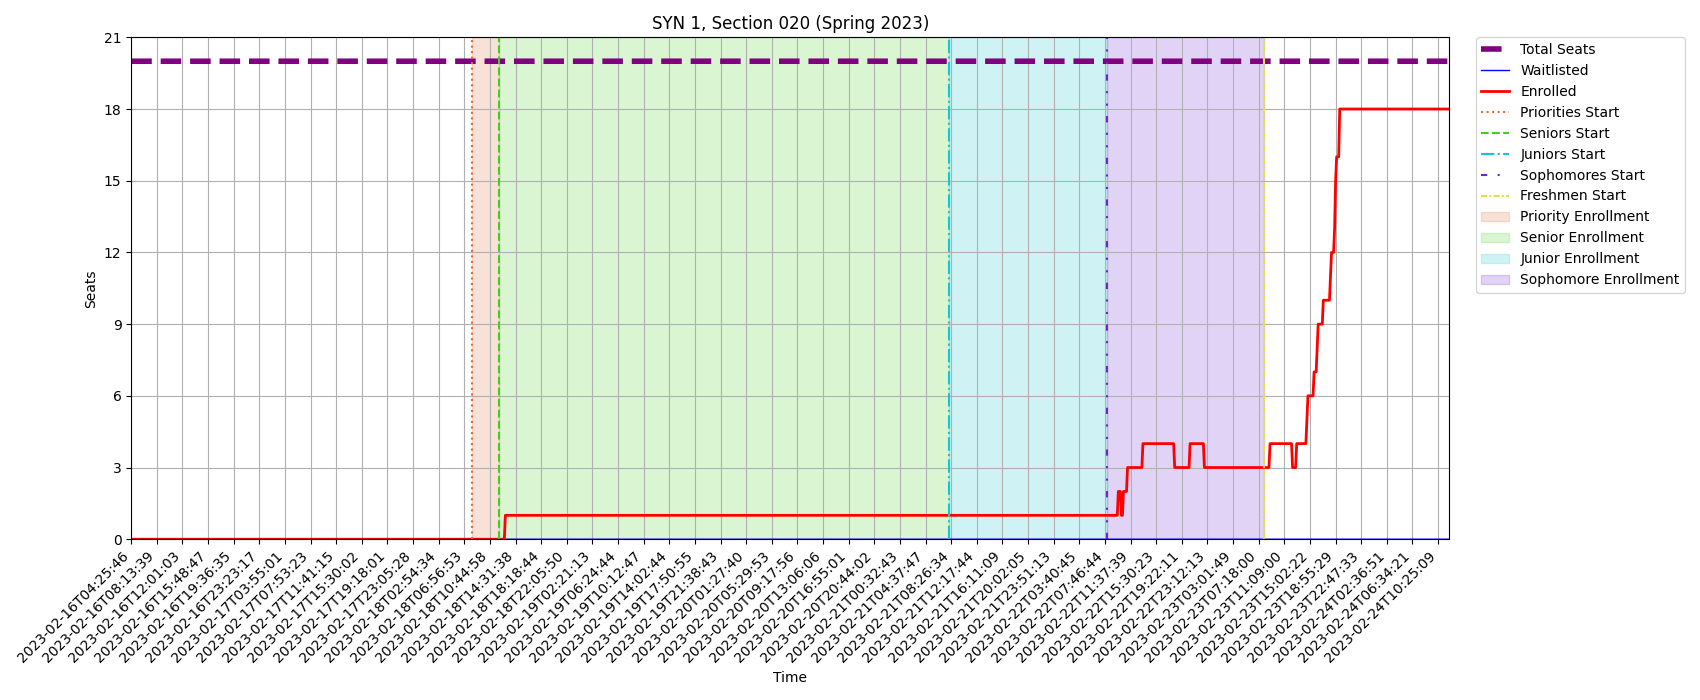 SYN 1, Section 020 (Spring 2023)
21
18
15
12
9
6
3
0
Seats
2023-02-16T04:25:46
2023-02-16T08:13:39
2023-02-16T12:01:03
2023-02-16T15:48:47
2023-02-16T19:36:35
2023-02-16T23:23:17
2023-02-17T03:55:01
2023-02-17T07:53:23
2023-02-17T11:41:15
2023-02-17T15:30:02
2023-02-17T19:18:01
2023-02-17T23:05:28
2023-02-18T02:54:34
2023-02-18T06:56:53
2023-02-18T10:44:58
2023-02-18T14:31:38
2023-02-18T18:18:44
2023-02-18T22:05:50
2023-02-19T02:21:13
2023-02-19T06:24:44
2023-02-19T10:12:47
2023-02-19T14:02:44
2023-02-19T17:50:55
2023-02-19T21:38:43
2023-02-20T01:27:40
2023-02-20T05:29:53
2023-02-20T09:17:56
2023-02-20T13:06:06
2023-02-20T16:55:01
2023-02-20T20:44:02
2023-02-21T00:32:43
2023-02-21T04:37:47
2023-02-21T08:26:34
2023-02-21T12:17:44
2023-02-21T16:11:09
2023-02-21T20:02:05
2023-02-21T23:51:13
2023-02-22T03:40:45
2023-02-22T07:46:44
2023-02-22T11:37:39
2023-02-22T15:30:23
2023-02-22T19:22:11
2023-02-22T23:12:13
2023-02-23T03:01:49
2023-02-23T07:18:00
2023-02-23T11:09:00
2023-02-23T15:02:22
2023-02-23T18:55:29
2023-02-23T22:47:33
2023-02-24T02:36:51
2023-02-24T06:34:21
2023-02-24T10:25:09
Time
Total Seats
Waitlisted
Enrolled
Priorities Start
Seniors Start
Juniors Start
Sophomores Start
Freshmen Start
Priority Enrollment
Senior Enrollment
Junior Enrollment
Sophomore Enrollment